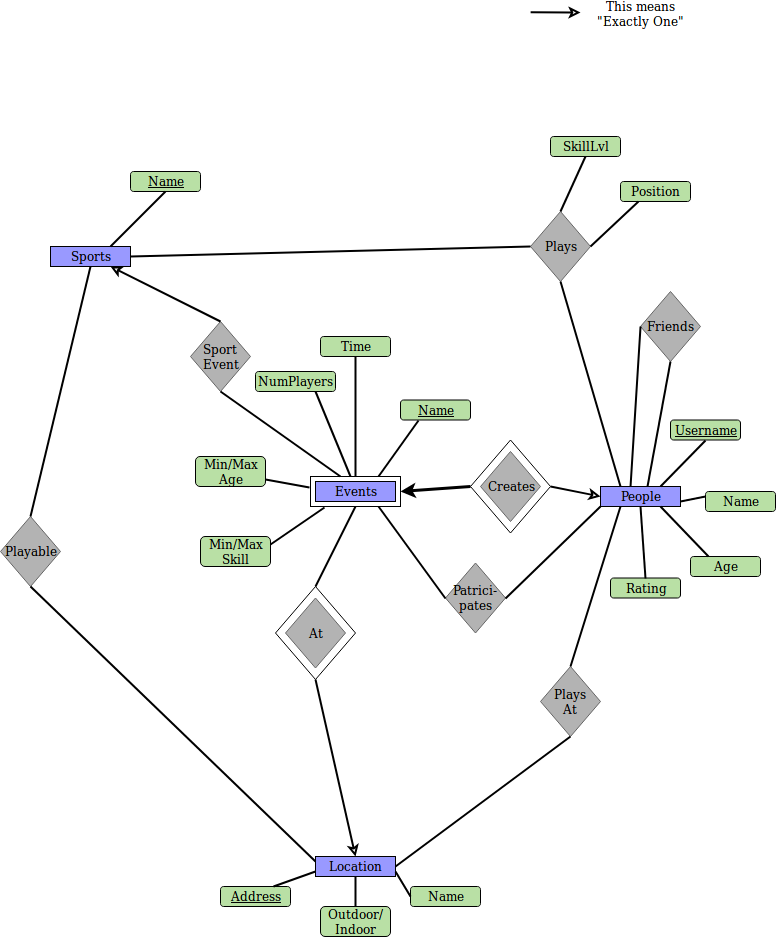 This means
"Exactly One"
SkillLvl
Name
Position
Sports
Plays
Friends
Sport
Event
Time
NumPlayers
Name
Username
Min/Max
Age
Events
Creates
People
Name
Min/Max
Skill
Playable
Age
Patrici-
pates
Rating
At
Plays
At
Location
Address
Outdoor/
Indoor
Name